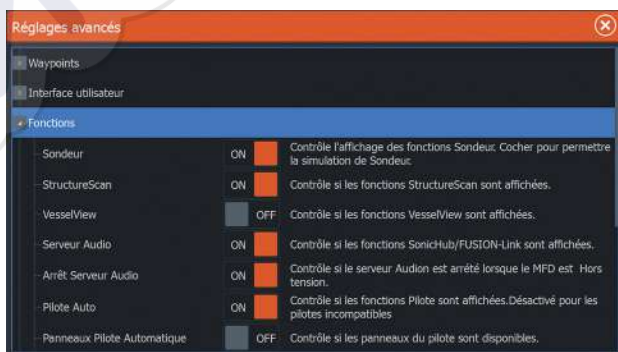 Réglages avancés
Waypoints
Interface utilisateur
Fonctions
Sondeur ON Contrôle l'affichage des fonctions Sondeur. Cocher pour permettre
la simulation de Sondeur.
StructureScan ON Contrôle si les fonctions StructureScan sont affichées.
VesselView OFF Contrôle si les fonctions VesselView sont affichées.
Serveur Audio ON Contrôle si les fonctions SonicHub/FUSION-Link sont affichées.
Arrêt Serveur Audio ON Contrôle si le serveur Audion est arrété lorsque le MFD est Hors
tension.
Pilote Auto ON Contrôle si les fonctions Pilote sont affichées.Désactivé pour les
pilotes incompatibles
Panneaux Pilote Automatique OFF Contrôle si les panneaux du pilote sont disponibles.